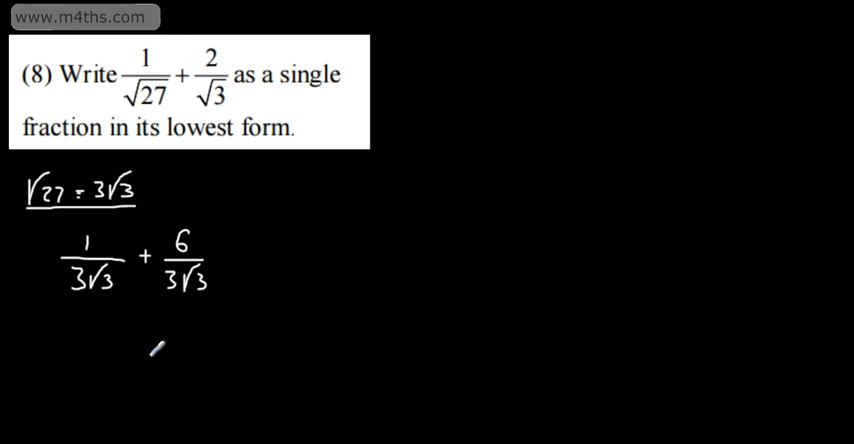 www.m4ths.com
(8) Write 1/√27 + 2/√3 as a single
fraction in its lowest form.
√27 = 3√3
1/3√3 + 6/3√3